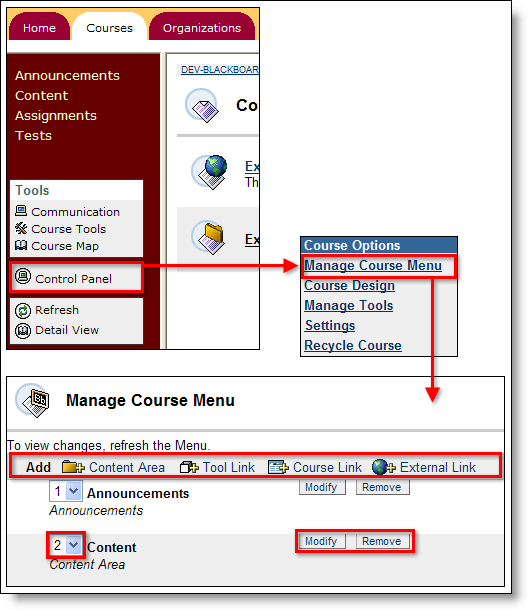 Home Courses Organizations
Announcements
Content
Assignments
Tests
Tools
Communication
Course Tools
Course Map
Control Panel
Refresh
Detail View
DEV-BLACKBOAR
Co
Ex
Th
Ex
Course Options
Manage Course Menu
Course Design
Manage Tools
Settings
Recycle Course
Manage Course Menu
To view changes, refresh the Menu.
Add Content Area Tool Link Course Link External Link
1 Announcements Modify Remove
Announcements
2 Content Modify Remove
Content Area